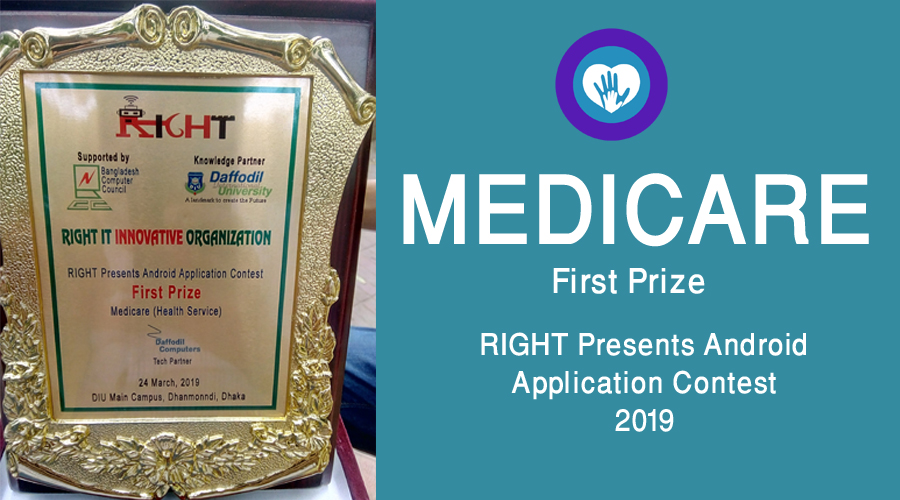 RIGHT
Supported by
Bangladesh
Computer
Council
Knowledge Partner
Daffodil
International
University
A landmark to create the Future
RIGHT IT INNOVATIVE ORGANIZATION
RIGHT Presents Android Application Contest
First Prize
Medicare (Health Service)
Daffodil
Computers
Tech Partner
24 March, 2019
DIU Main Campus, Dhanmonndi, Dhaka
MEDICARE
First Prize
RIGHT Presents Android
Application Contest
2019